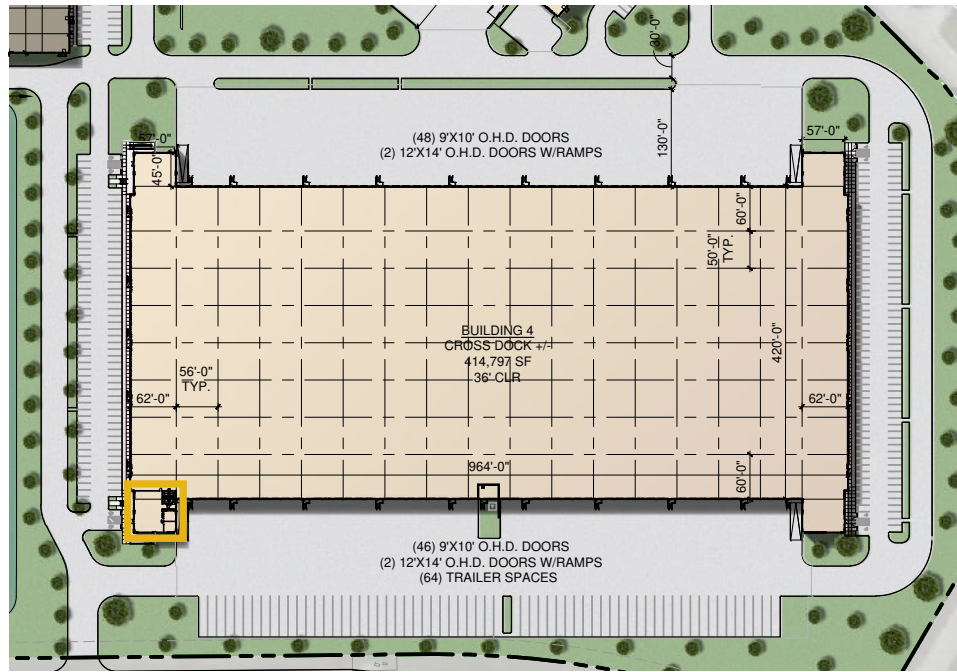 30'-0"
(48) 9'X10' O.H.D. DOORS
(2) 12'X14' O.H.D. DOORS W/RAMPS
57'-0"
57'-0"
130'-0"
45'-0"
60'-0"
50'-0"
TYP.
BUILDING 4
CROSS DOCK +/-
414,797 SF
36' CLR
420'-0"
56'-0"
TYP.
62'-0"
62'-0"
964'-0"
60'-0"
(46) 9'X10' O.H.D. DOORS
(2) 12'X14' O.H.D. DOORS W/RAMPS
(64) TRAILER SPACES